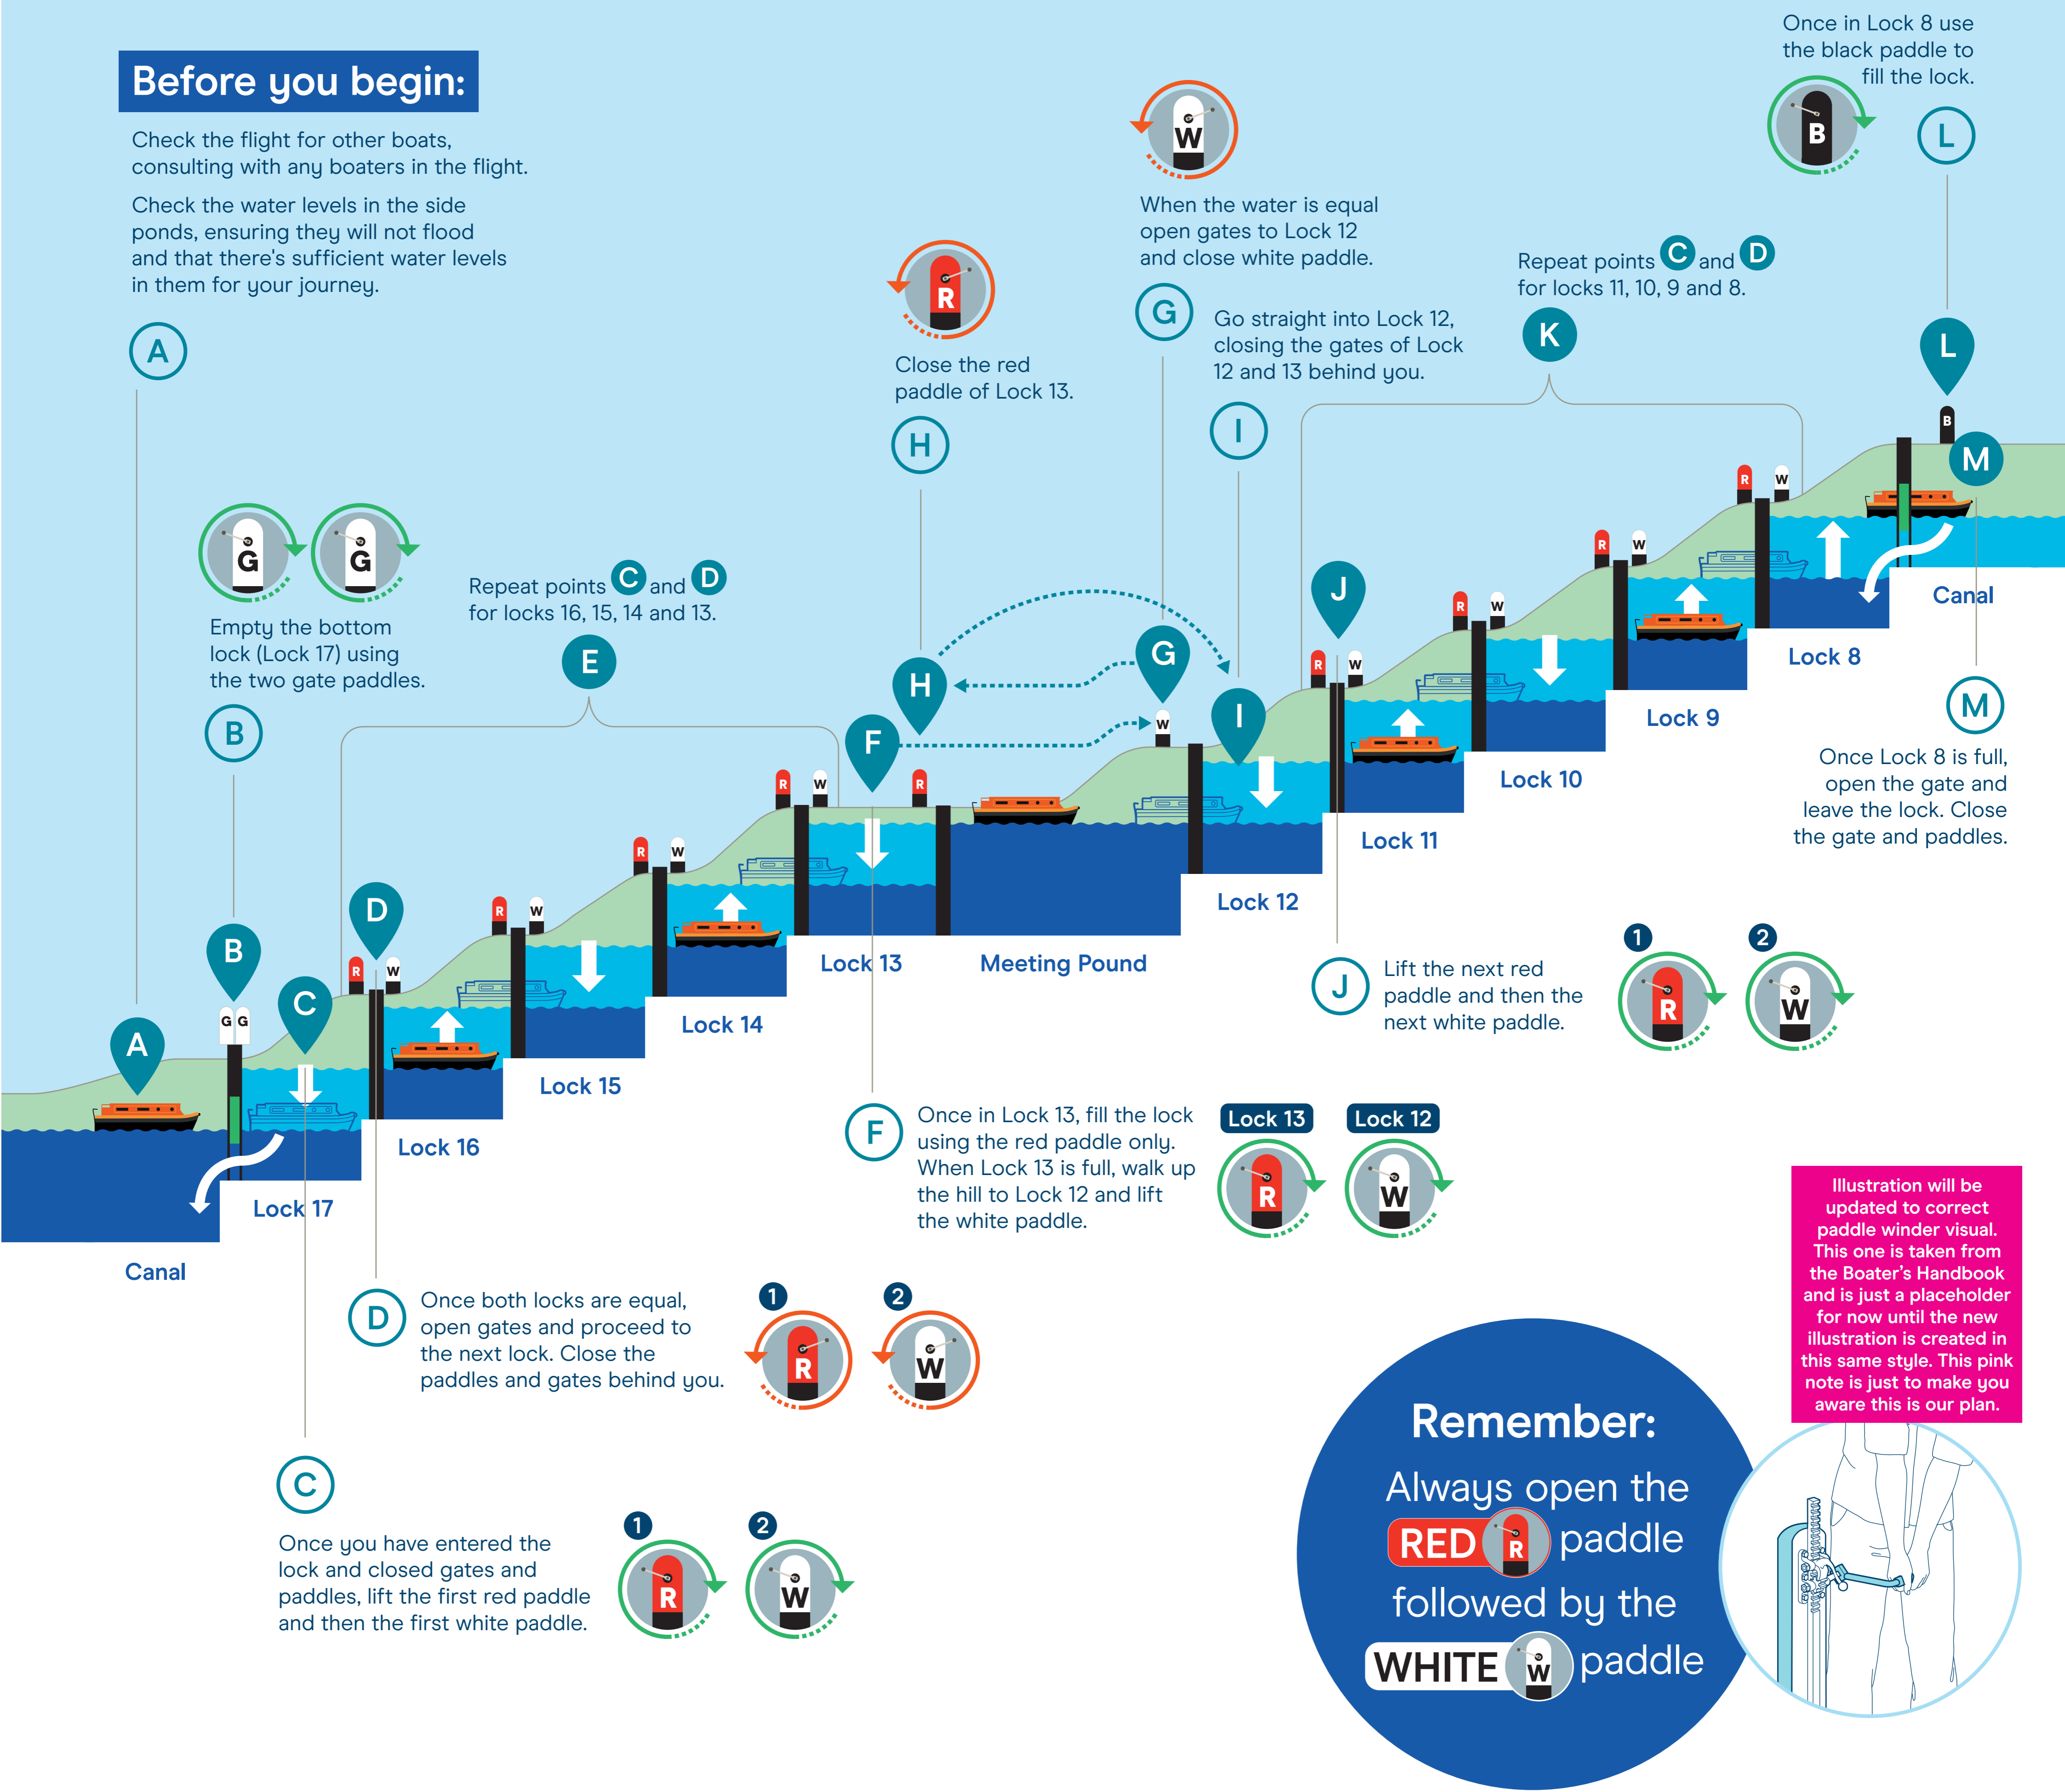 Before you begin:
Check the flight for other boats,
consulting with any boaters in the flight.
Check the water levels in the side
ponds, ensuring they will not flood
and that there's sufficient water levels
in them for your journey.
A
G
G
Empty the bottom
lock (Lock 17) using
the two gate paddles.
B
Repeat points C and D
for locks 16, 15, 14 and 13.
E
R
Close the red
paddle of Lock 13.
H
W
When the water is equal
open gates to Lock 12
and close white paddle.
G
Go straight into Lock 12,
closing the gates of Lock
12 and 13 behind you.
I
Repeat points C and D
for locks 11, 10, 9 and 8.
K
Once in Lock 8 use
the black paddle to
fill the lock.
B
L
L
B
M
R W
R W
J
R W
R W
H
G
W
I
F
R W
R
R W
R W
D
R W
B
G G
C
A
Canal
Lock 8
Lock 9
Lock 10
Lock 11
Lock 12
Meeting Pound
Lock 13
Lock 14
Lock 15
Lock 16
Lock 17
Canal
M
Once Lock 8 is full,
open the gate and
leave the lock. Close
the gate and paddles.
J
Lift the next red
paddle and then the
next white paddle.
1 2
R W
F
Once in Lock 13, fill the lock
using the red paddle only.
When Lock 13 is full, walk up
the hill to Lock 12 and lift
the white paddle.
Lock 13 Lock 12
R W
D
Once both locks are equal,
open gates and proceed to
the next lock. Close the
paddles and gates behind you.
1 2
R W
C
Once you have entered the
lock and closed gates and
paddles, lift the first red paddle
and then the first white paddle.
1 2
R W
Remember:
Always open the
RED R paddle
followed by the
WHITE W paddle
Illustration will be
updated to correct
paddle winder visual.
This one is taken from
the Boater's Handbook
and is just a placeholder
for now until the new
illustration is created in
this same style. This pink
note is just to make you
aware this is our plan.